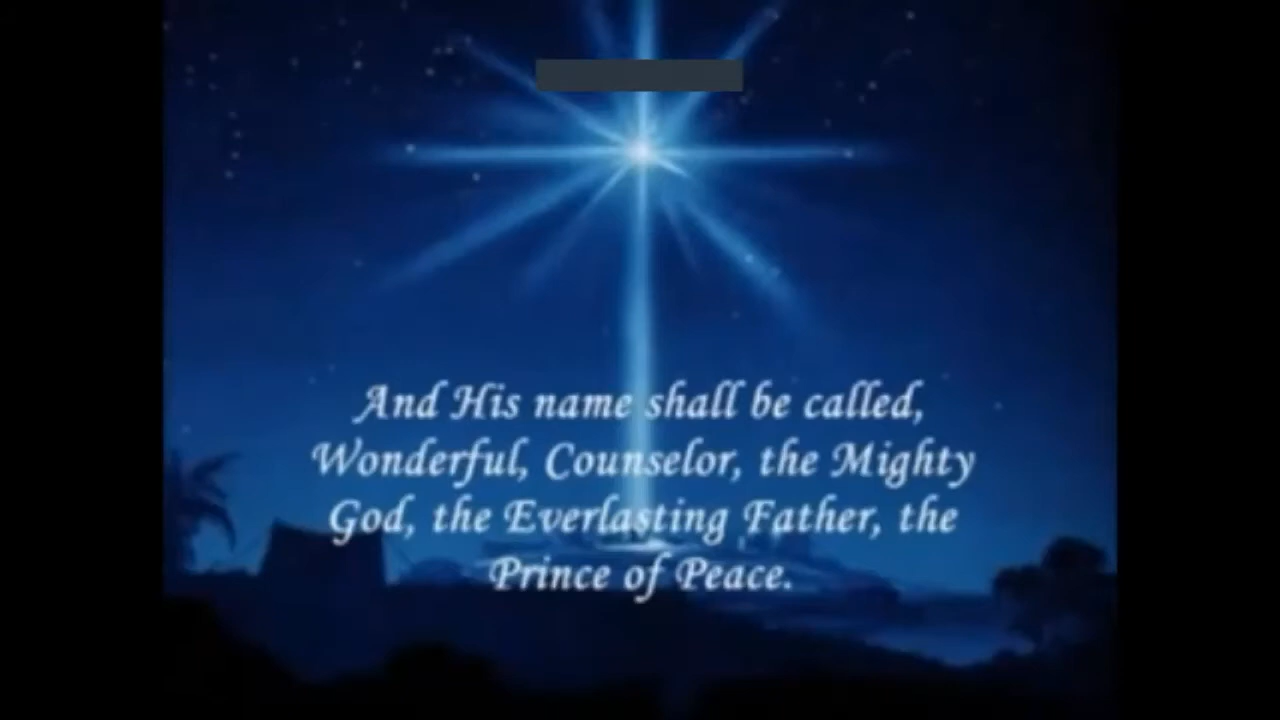 And His name shall be called,
Wonderful, Counselor, the Mighty
God, the Everlasting Father, the
Prince of Peace.